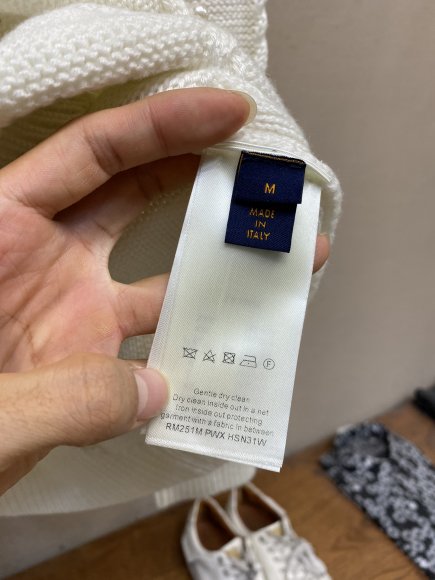 M
MADE
IN
ITALY
F
Gentle dry clean
Dry clean inside out in a net
Iron inside out protecting
garment with a fabric in between
RM251M PWX HSN31W